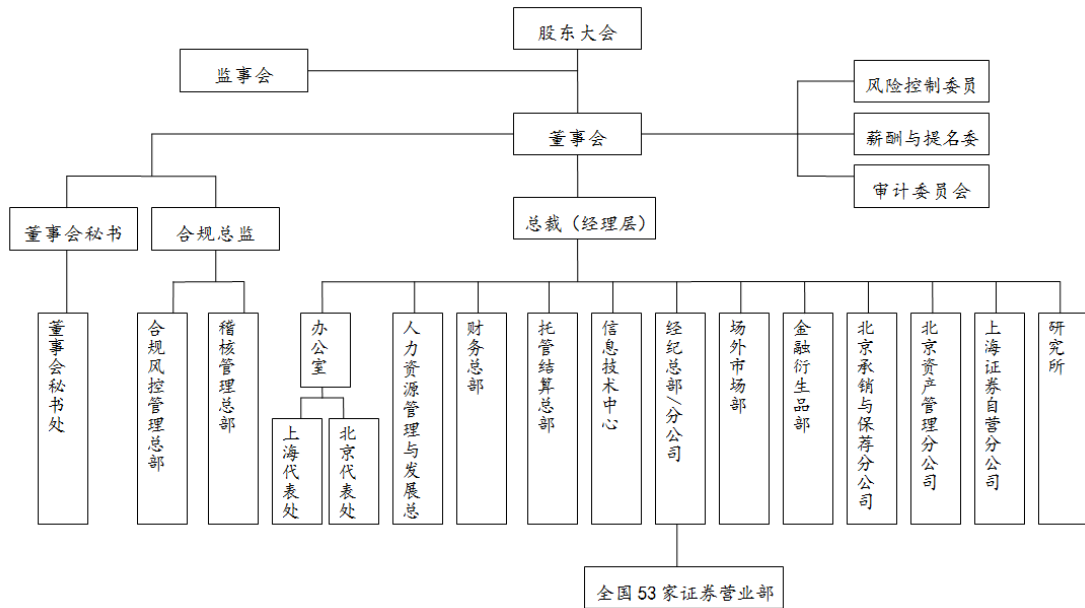 股东大会
监事会
风险控制委员
董事会
薪酬与提名委
审计委员会
董事会秘书
合规总监
总裁（经理层）
董事会秘书处
合规风控管理总部
稽核管理总部
办公室
上海代表处
北京代表处
人力资源管理与发展总
财务总部
托管结算总部
信息技术中心
经纪总部/分公司
场外市场部
金融衍生品部
北京承销与保荐分公司
北京资产管理分公司
上海证券自营分公司
研究所
全国 53 家证券营业部